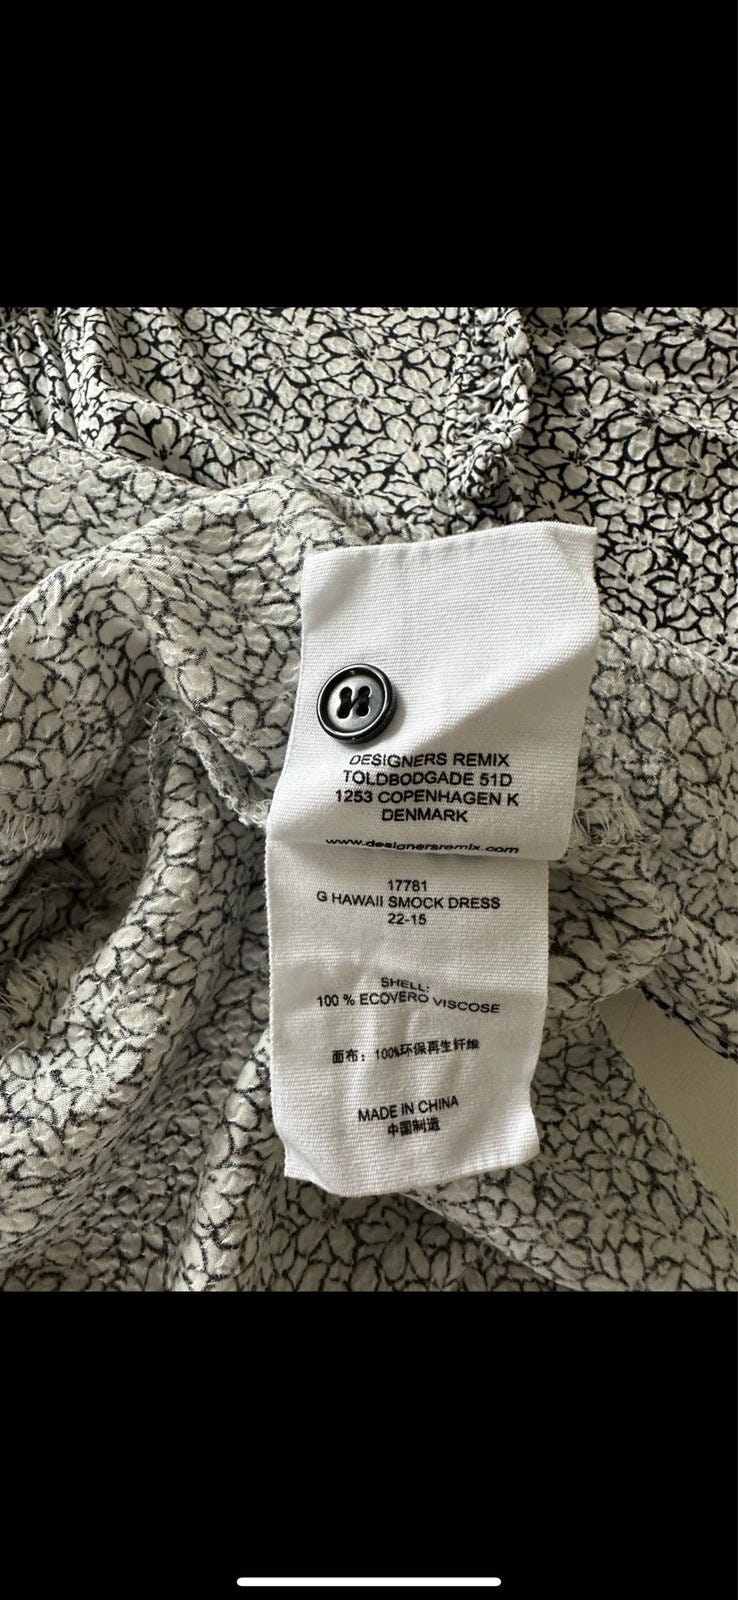 DESIGNERS REMIX
TOLDBODGADE 51D
1253 COPENHAGEN K
DENMARK
www.designersremix.com
17781
G HAWAII SMOCK DRESS
22-15
SHELL:
100 % ECOVERO VISCOSE
面布：100%环保再生纤维
MADE IN CHINA
中国制造